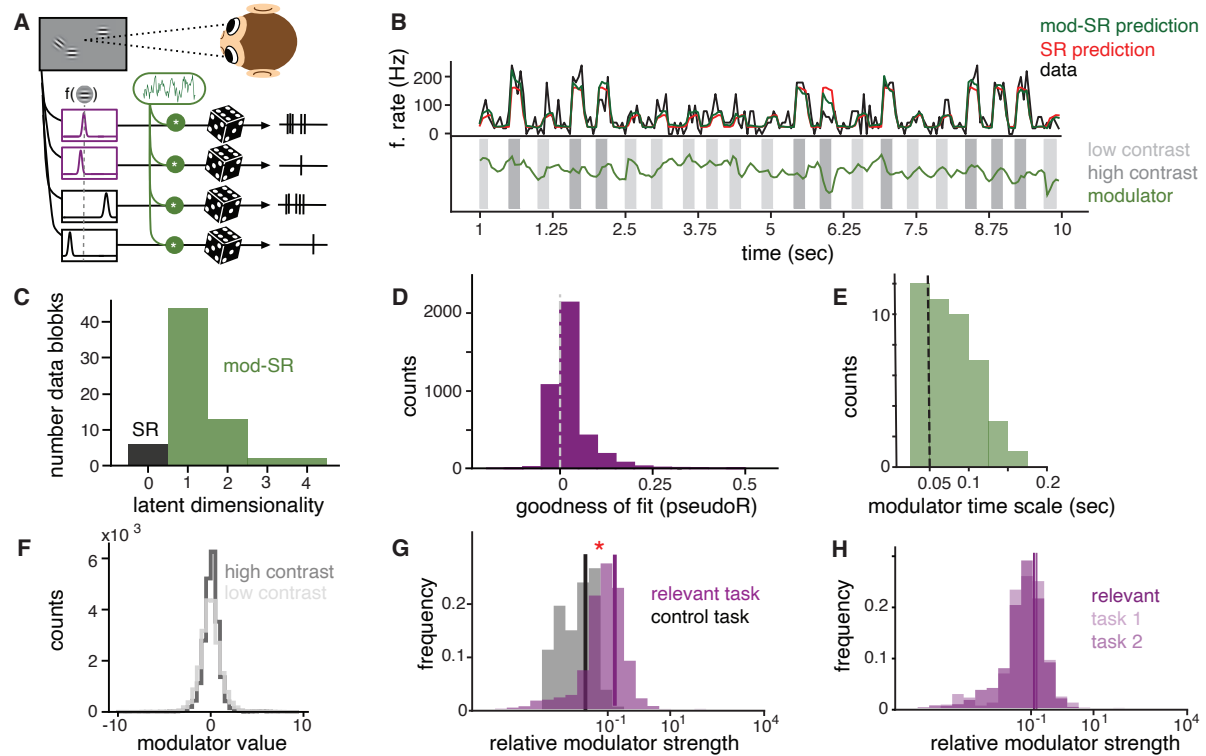 A
f( )
*
*
*
*
B
mod-SR prediction
SR prediction
data
f. rate (Hz)
200
100
0
low contrast
high contrast
modulator
1
1.25
2.5
3.75
5
6.25
7.5
8.75
10
time (sec)
C
number data blobks
40
30
20
10
0
SR
mod-SR
0
1
2
3
4
latent dimensionality
D
counts
2000
1000
0
0
0.25
0.5
goodness of fit (pseudoR)
E
counts
10
0
0.05
0.1
0.2
modulator time scale (sec)
F
x10 3
counts
6
4
2
0
high contrast
low contrast
-10
0
10
modulator value
G
*
frequency
0.2
0.1
0
relevant task
control task
10-1
101
104
relative modulator strength
H
frequency
0.2
0.1
0
relevant
task 1
task 2
10-1
101
104
relative modulator strength